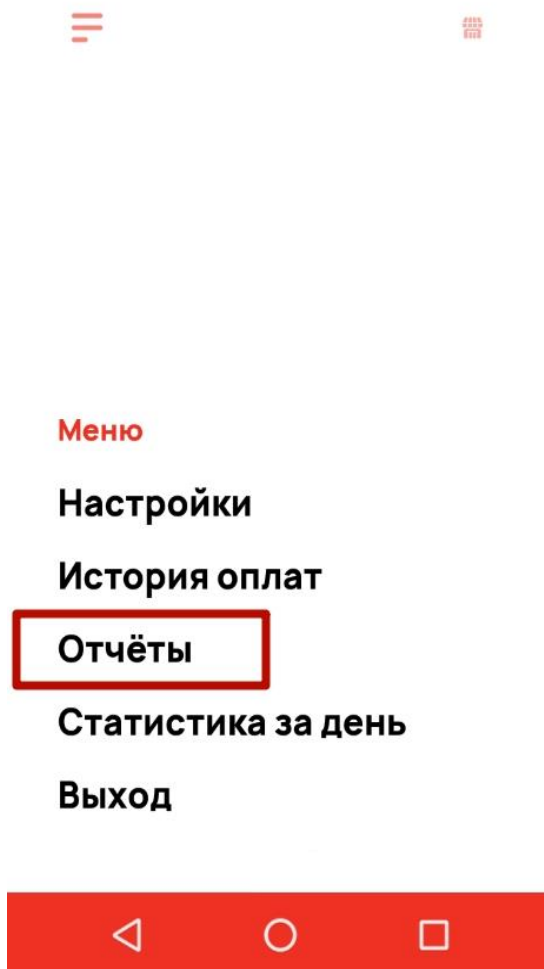 Меню
Настройки
История оплат
Отчёты
Статистика за день
Выход